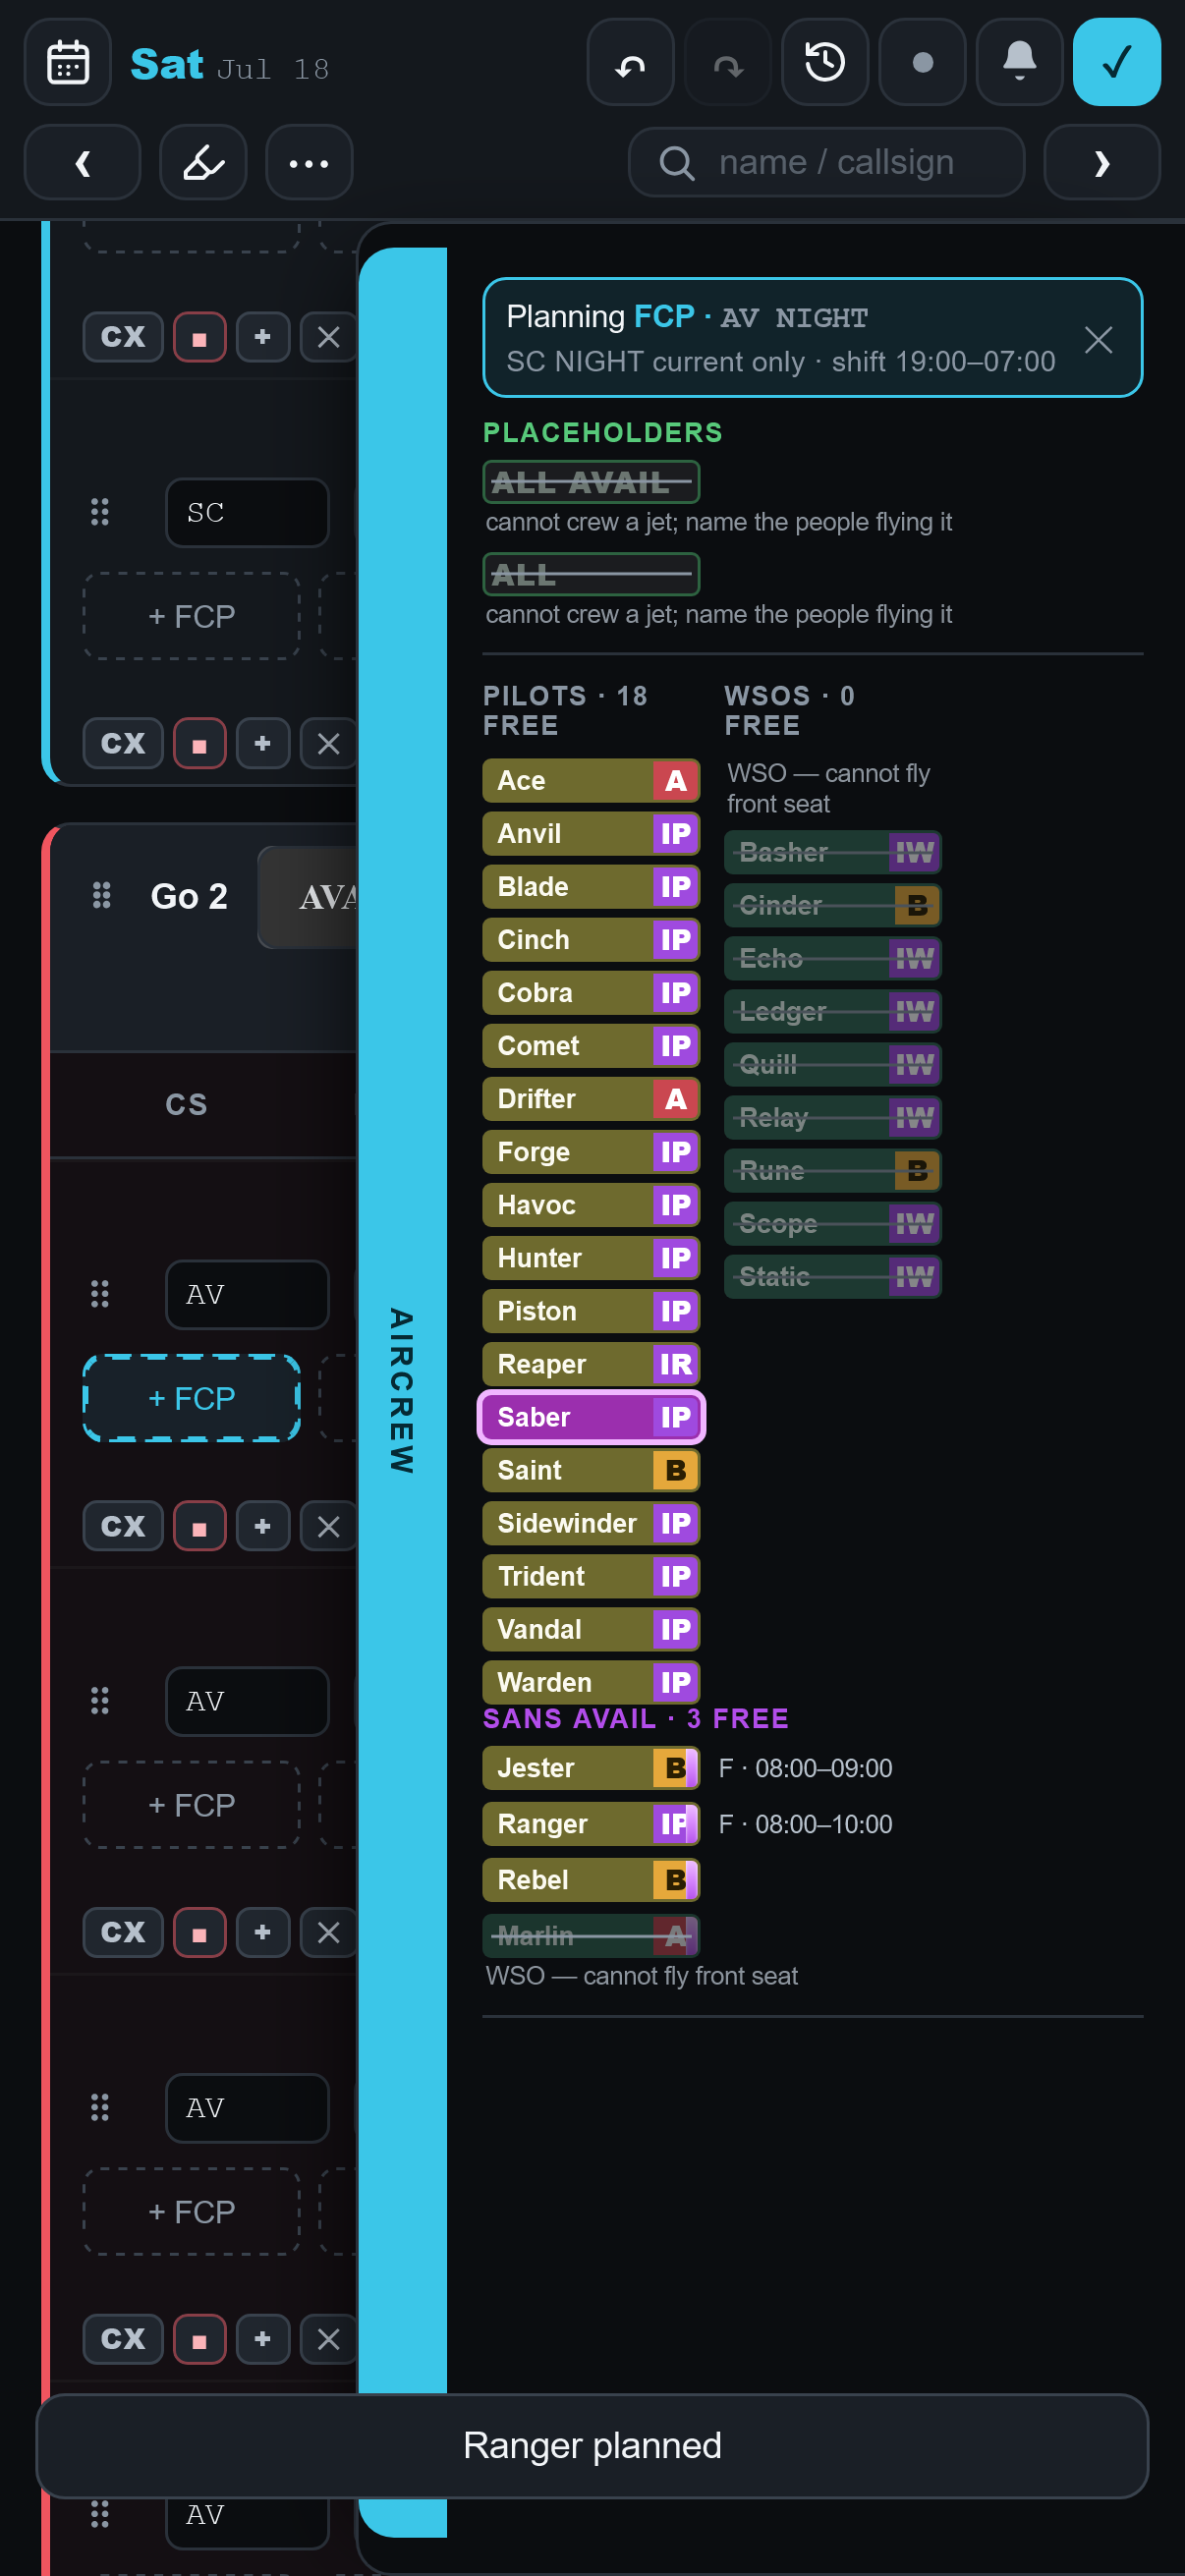 Sat Jul 18
name / callsign
CX
SC
+ FCP
CX
Go 2
CS
AV
+ FCP
CX
AV
+ FCP
CX
AV
+ FCP
CX
AV
AIRCREW
Planning FCP · AV NIGHT
SC NIGHT current only · shift 19:00–07:00
PLACEHOLDERS
ALL AVAIL
cannot crew a jet; name the people flying it
ALL
cannot crew a jet; name the people flying it
PILOTS · 18
FREE
Ace A
Anvil IP
Blade IP
Cinch IP
Cobra IP
Comet IP
Drifter A
Forge IP
Havoc IP
Hunter IP
Piston IP
Reaper IR
Saber IP
Saint B
Sidewinder IP
Trident IP
Vandal IP
Warden IP
WSOS · 0
FREE
WSO — cannot fly
front seat
Basher IW
Cinder B
Echo IW
Ledger IW
Quill IW
Relay IW
Rune B
Scope IW
Static IW
SANS AVAIL · 3 FREE
Jester B F · 08:00–09:00
Ranger IP F · 08:00–10:00
Rebel B
Marlin A
WSO — cannot fly front seat
Ranger planned